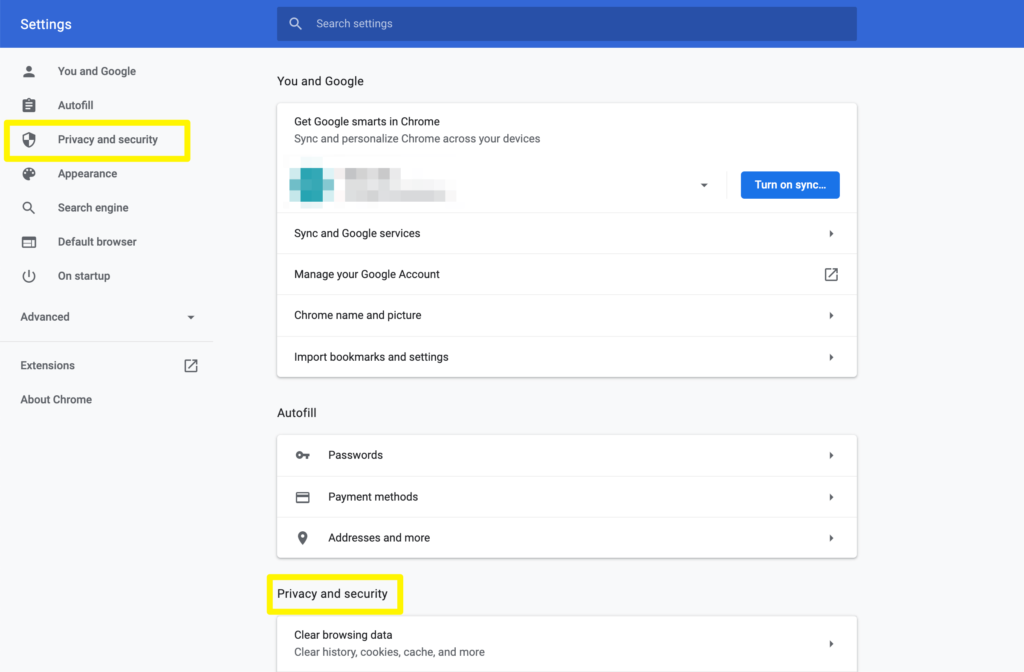 Settings
Search settings
You and Google
Autofill
Privacy and security
Appearance
Search engine
Default browser
On startup
Advanced
Extensions
About Chrome
You and Google
Get Google smarts in Chrome
Sync and personalize Chrome across your devices
Turn on sync...
Sync and Google services
Manage your Google Account
Chrome name and picture
Import bookmarks and settings
Autofill
Passwords
Payment methods
Addresses and more
Privacy and security
Clear browsing data
Clear history, cookies, cache, and more